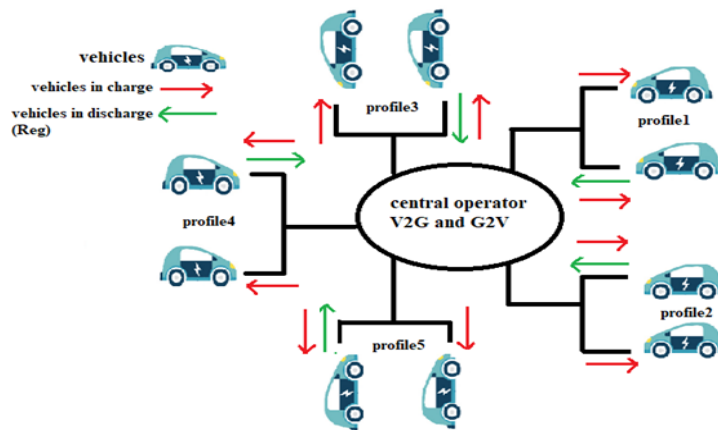 vehicles
vehicles in charge
vehicles in discharge
(Reg)
profile3
profile1
profile4
central operator
V2G and G2V
profile2
profile5